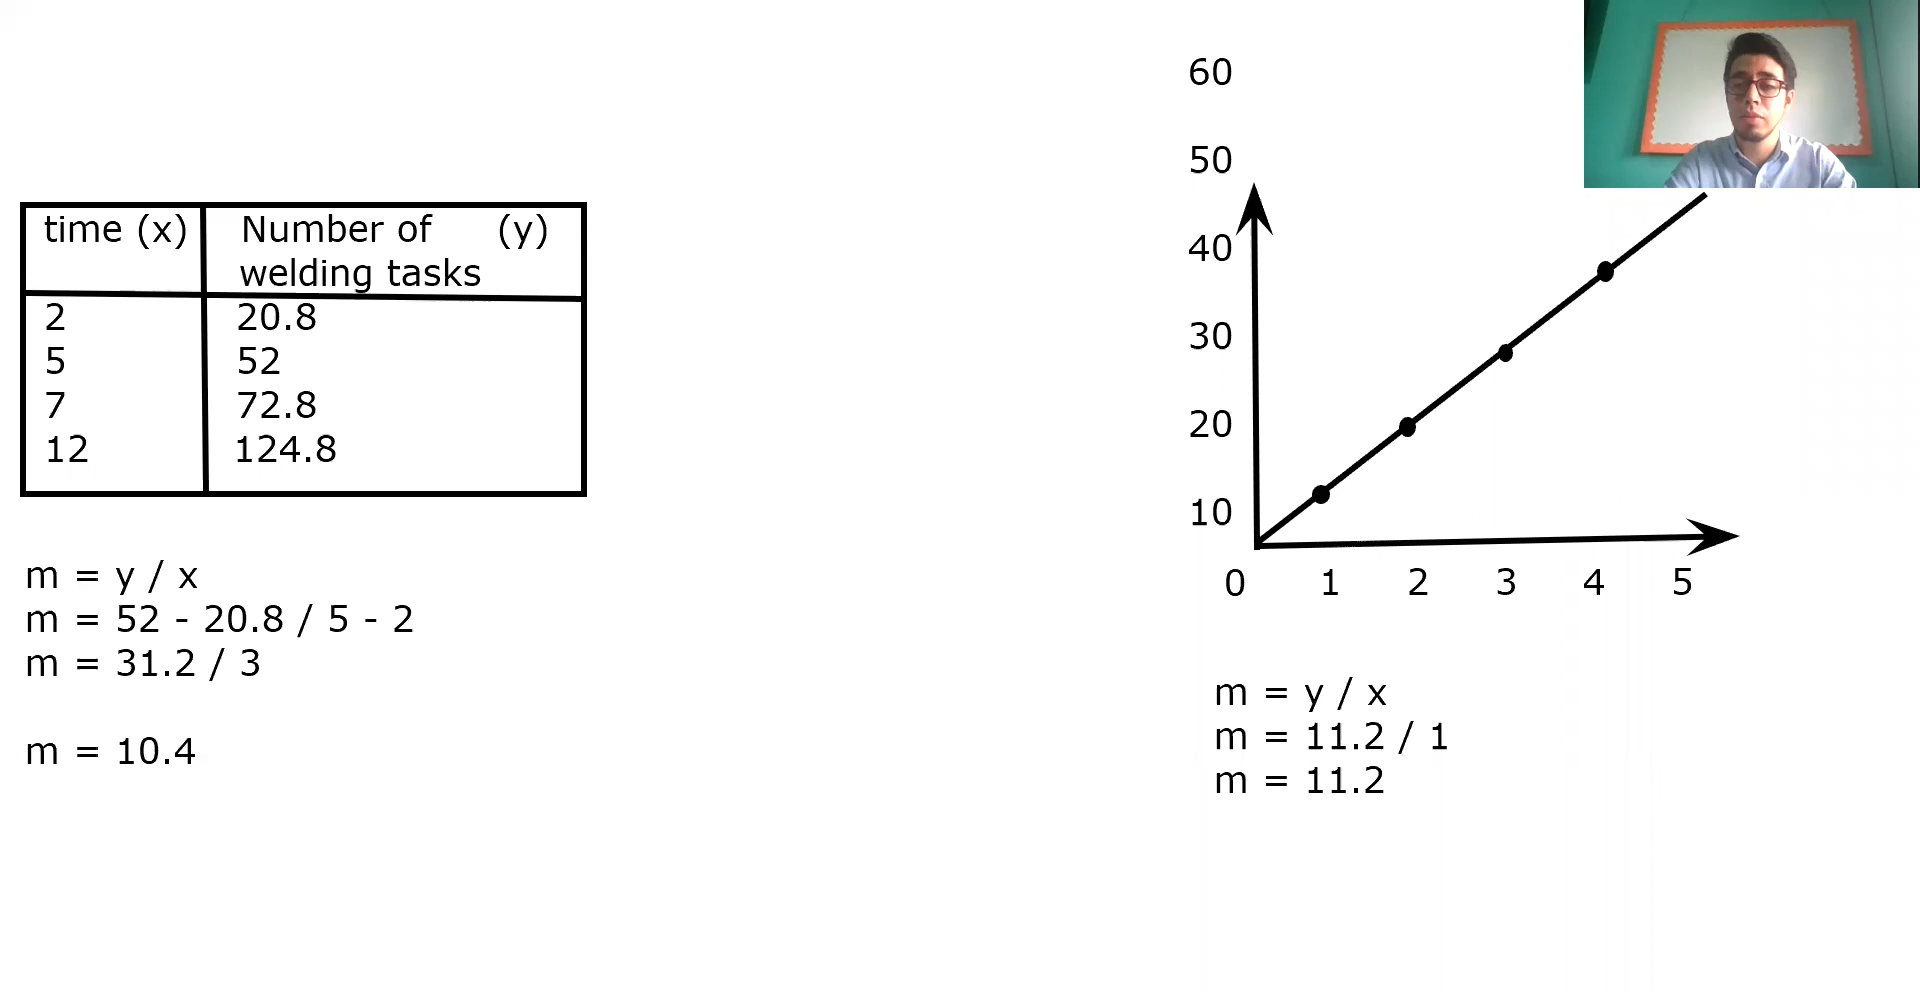 time (x) Number of (y)
welding tasks
2 20.8
5 52
7 72.8
12 124.8
m = y / x
m = 52 - 20.8 / 5 - 2
m = 31.2 / 3
m = 10.4
60
50
40
30
20
10
0 1 2 3 4 5
m = y / x
m = 11.2 / 1
m = 11.2